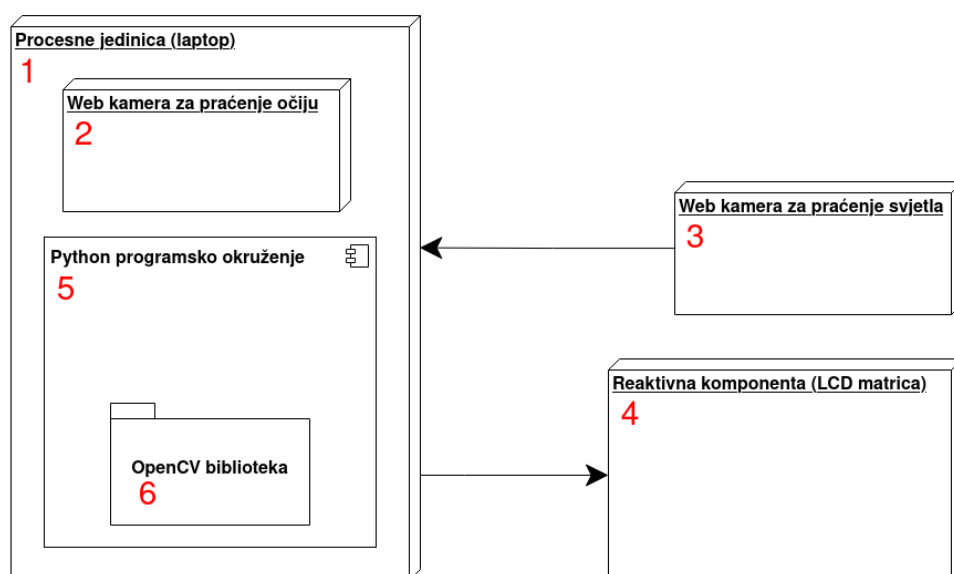 Procesne jedinica (laptop)
1
Web kamera za praćenje očiju
2
Web kamera za praćenje svjetla
3
Python programsko okruženje
5
Reaktivna komponenta (LCD matrica)
4
OpenCV biblioteka
6